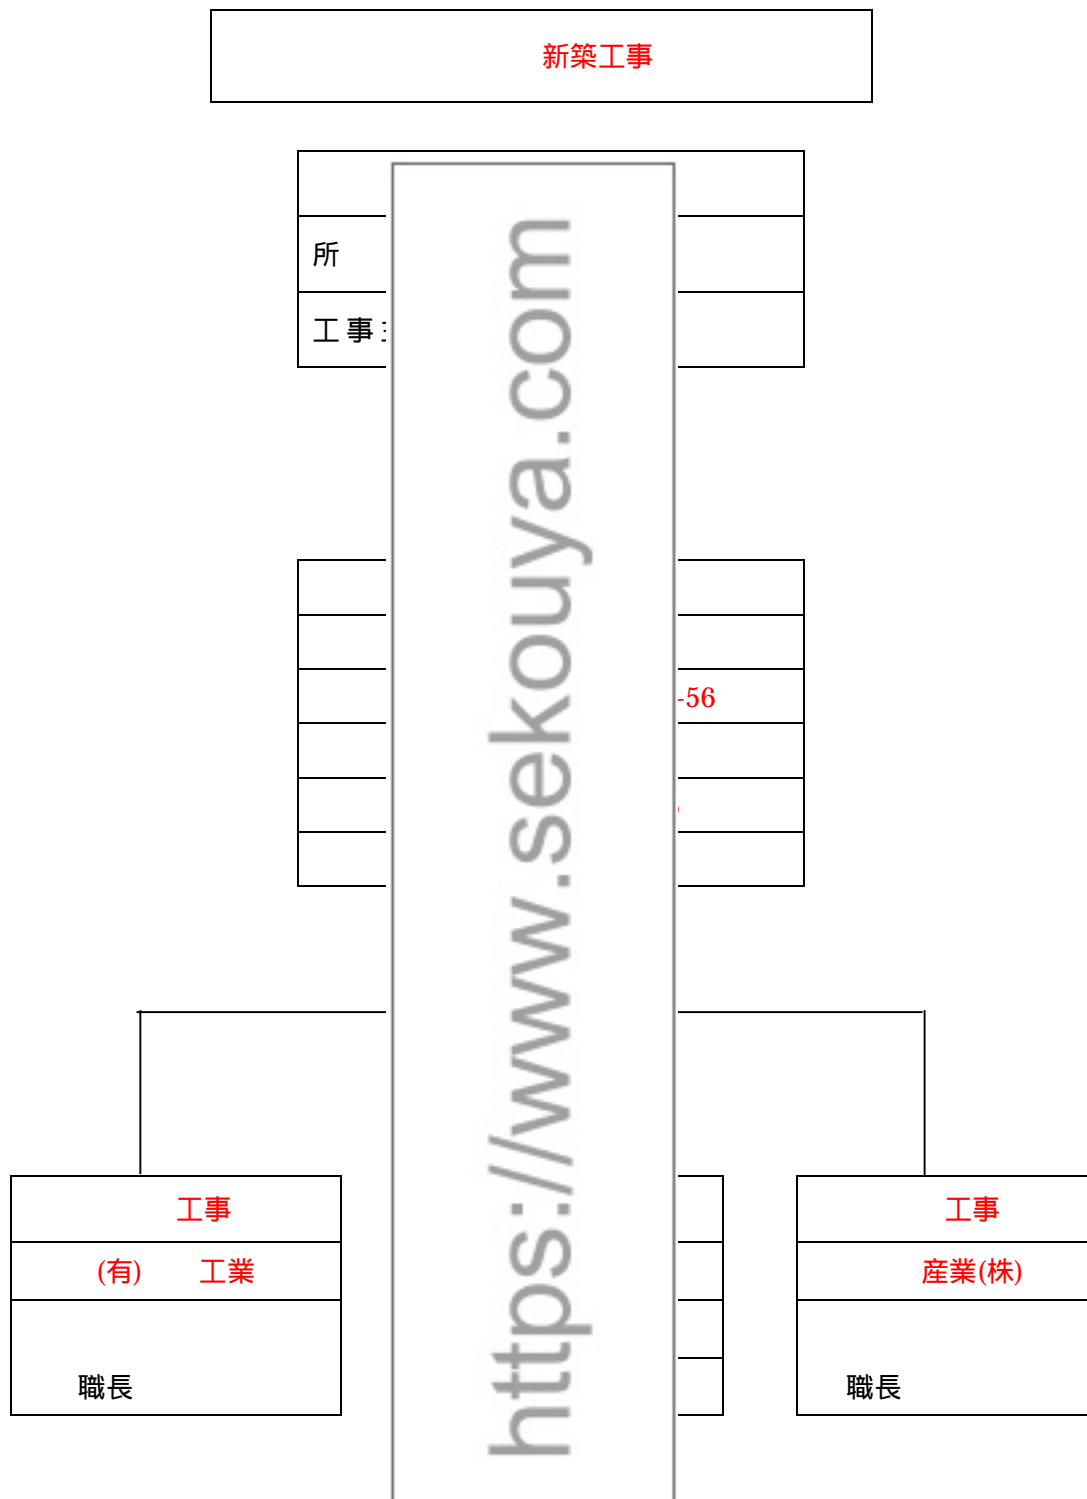 新築工事
所
工事
-56
https://www.sekouya.com
工事
工事
(有) 工業
産業(株)
職長
職長